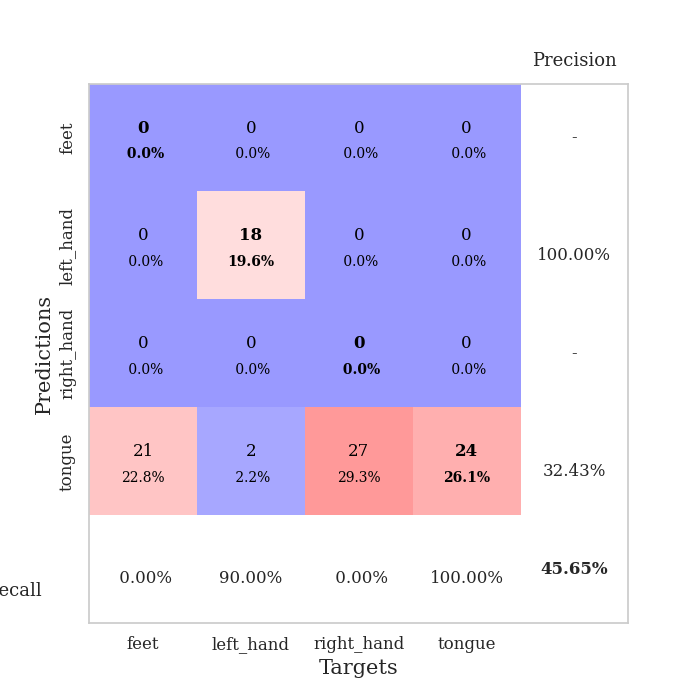 Precision
feet
0 0 0 0
0.0% 0.0% 0.0% 0.0%
-
left_hand
0 18 0 0
0.0% 19.6% 0.0% 0.0%
100.00%
right_hand
0 0 0 0
0.0% 0.0% 0.0% 0.0%
-
Predictions
tongue
21 2 27 24
22.8% 2.2% 29.3% 26.1%
32.43%
ecall
0.00% 90.00% 0.00% 100.00%
45.65%
feet left_hand right_hand tongue
Targets